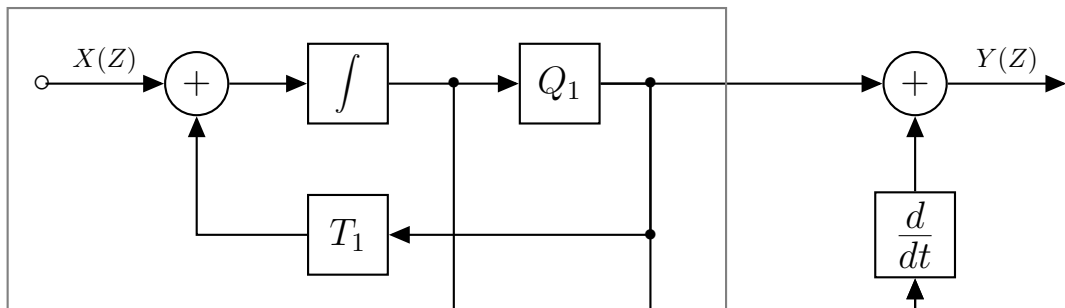 X(Z)
+
∫
Q₁
+
Y(Z)
T₁
d/dt